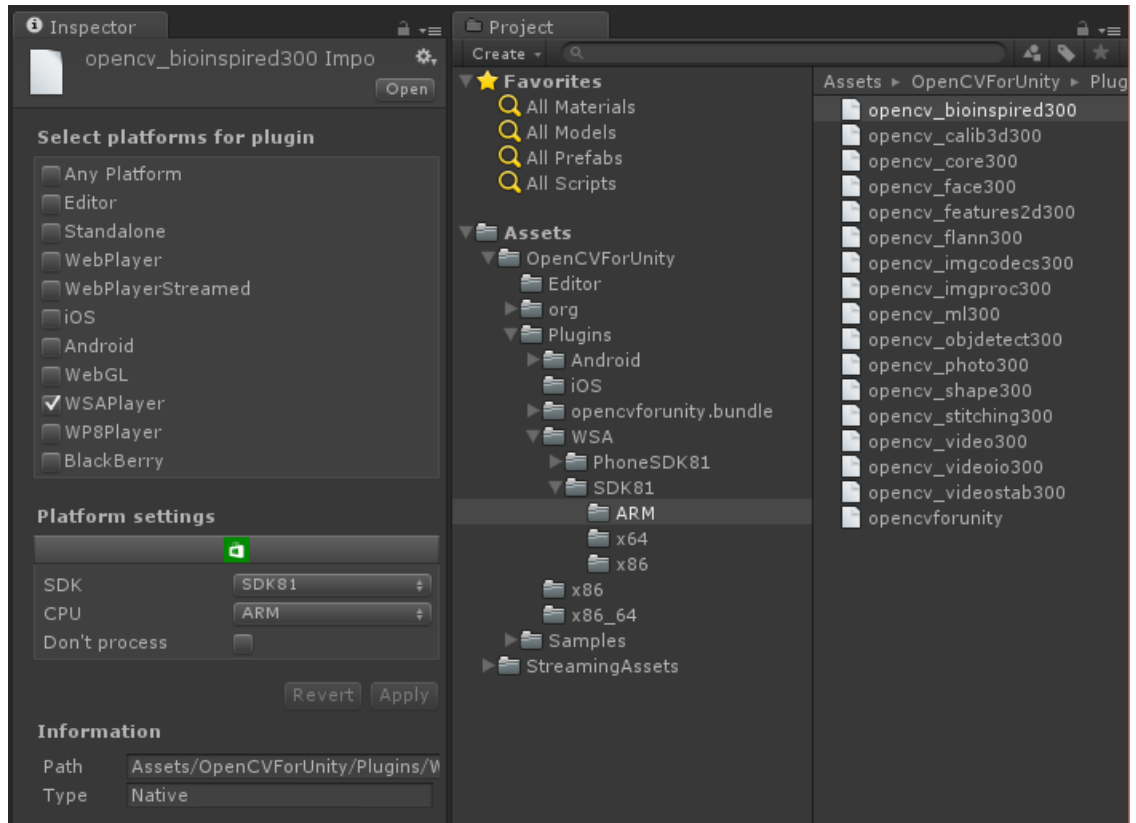 Inspector
opencv_bioinspired300 Impo
Open
Select platforms for plugin
Any Platform
Editor
Standalone
WebPlayer
WebPlayerStreamed
iOS
Android
WebGL
WSAPlayer
WP8Player
BlackBerry
Platform settings
SDK SDK81
CPU ARM
Don't process
Revert Apply
Information
Path Assets/OpenCVForUnity/Plugins/W
Type Native
Project
Create
Favorites
All Materials
All Models
All Prefabs
All Scripts
Assets
OpenCVForUnity
Editor
org
Plugins
Android
iOS
opencvforunity.bundle
WSA
PhoneSDK81
SDK81
ARM
x64
x86
x86
x86_64
Samples
StreamingAssets
Assets ▸ OpenCVForUnity ▸ Plug
opencv_bioinspired300
opencv_calib3d300
opencv_core300
opencv_face300
opencv_features2d300
opencv_flann300
opencv_imgcodecs300
opencv_imgproc300
opencv_ml300
opencv_objdetect300
opencv_photo300
opencv_shape300
opencv_stitching300
opencv_video300
opencv_videoio300
opencv_videostab300
opencvforunity